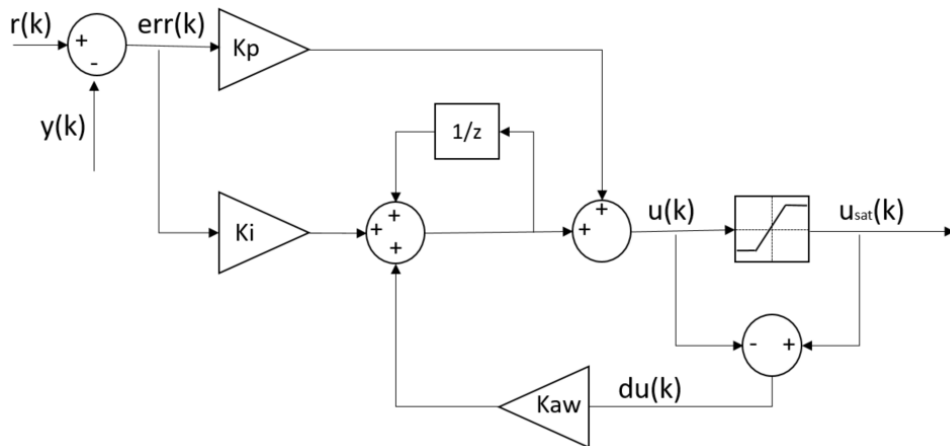 r(k)
+
-
err(k)
Kp
y(k)
1/z
Ki
+
+
+
+
+
u(k)
usat(k)
-
+
Kaw
du(k)